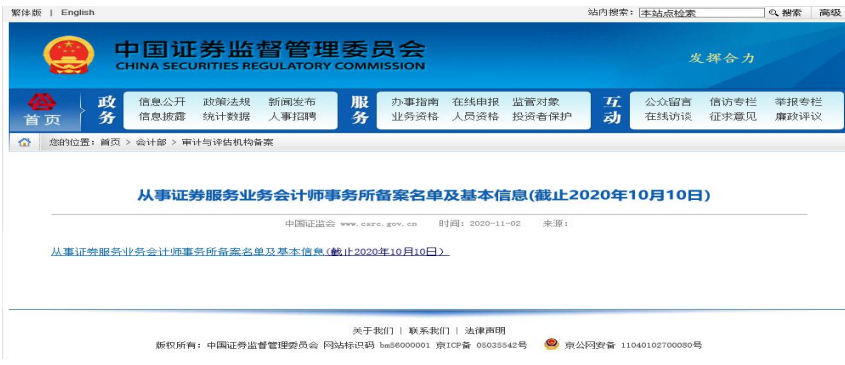 繁体版 | English 站内搜索: 本站点检索 搜索 高级
中国证券监督管理委员会
CHINA SECURITIES REGULATORY COMMISSION
发挥合力
首页
政务
信息公开 政策法规 新闻发布
信息披露 统计数据 人事招聘
服务
办事指南 在线申报 监管对象
业务资格 人员资格 投资者保护
互动
公众留言 信访专栏 举报专栏
在线访谈 征求意见 廉政评议
您的位置: 首页 > 会计部 > 审计与评估机构备案
从事证券服务业务会计师事务所备案名单及基本信息(截止2020年10月10日)
中国证监会 www.csrc.gov.cn 时间: 2020-11-02 来源:
从事证券服务业务会计师事务所备案名单及基本信息(截止2020年10月10日)
关于我们 | 联系我们 | 法律声明
版权所有: 中国证券监督管理委员会 网站标识码 bm56000001 京ICP备 05035542号 京公网安备 11040102700080号